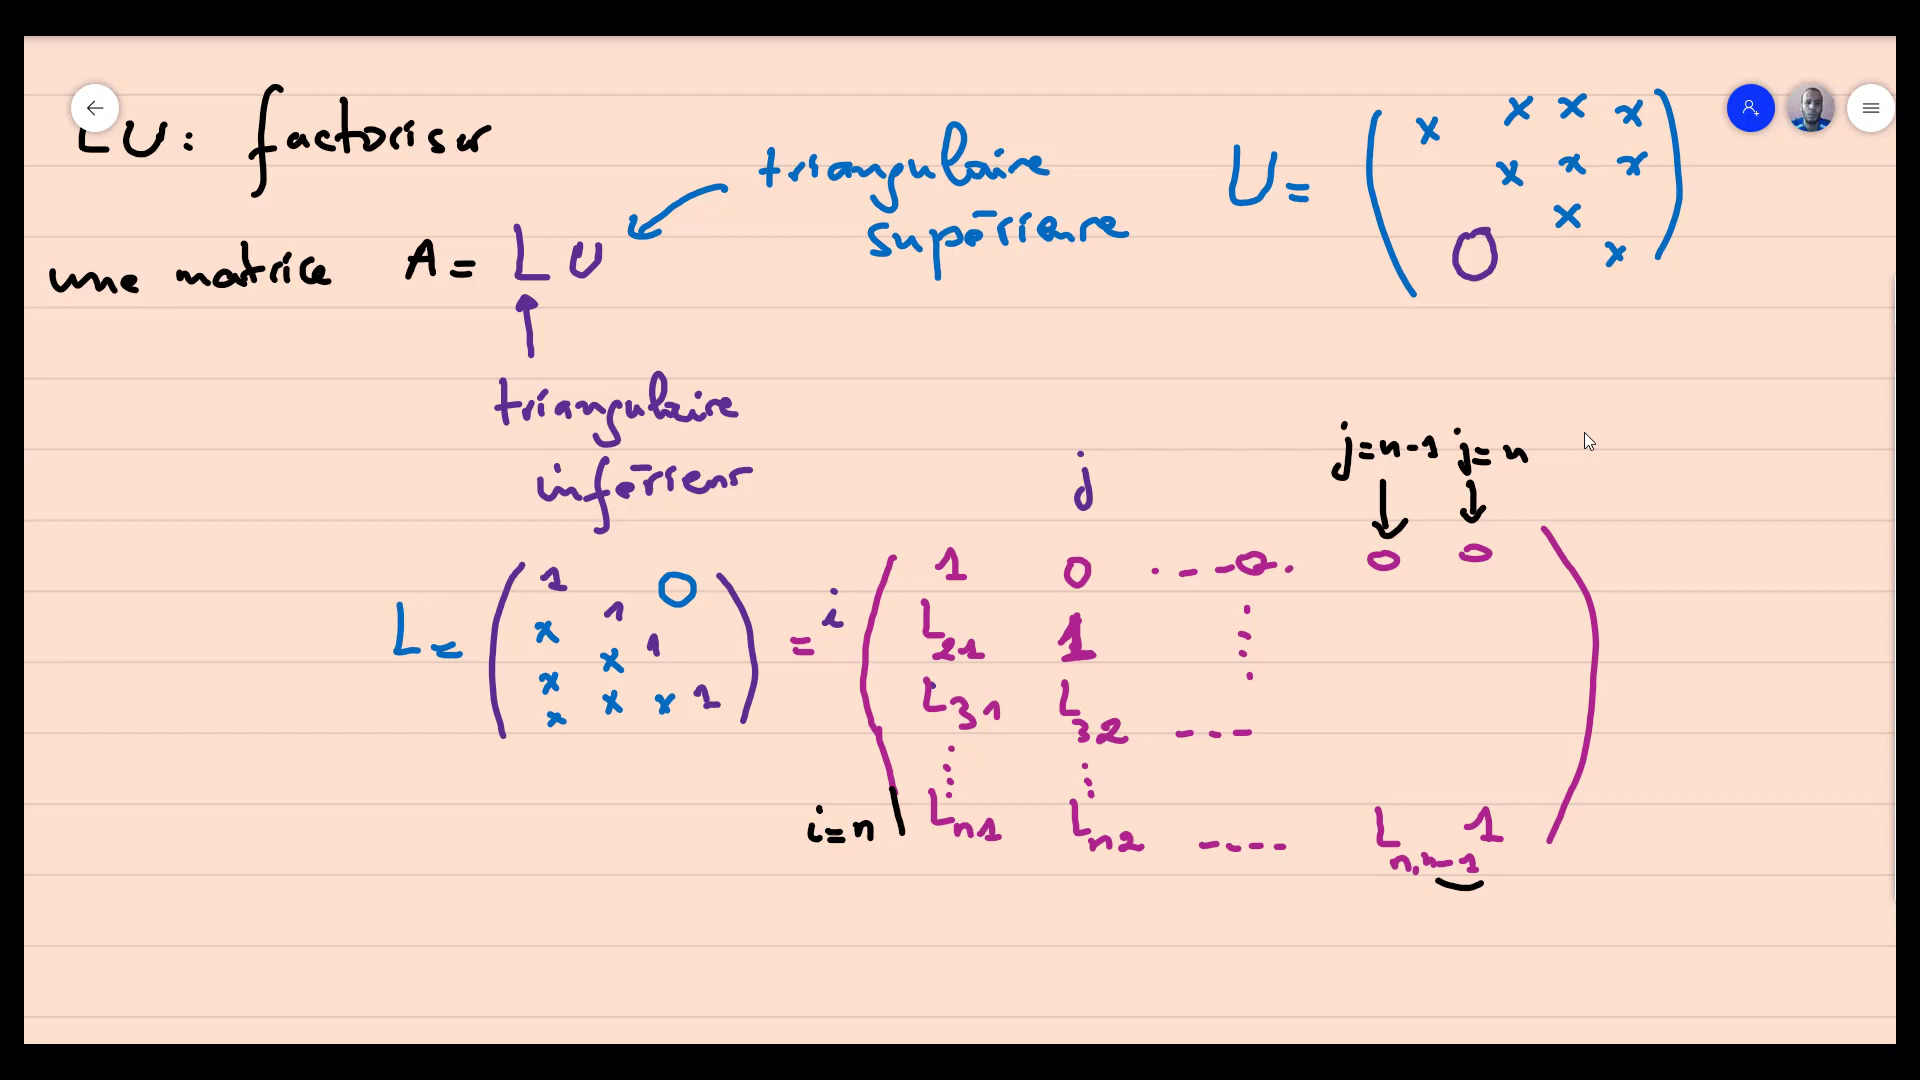 LU: factoriser
une matrice A = L U
triangulaire
supérieure
U = ( x x x x
x x x
x
0 x )
triangulaire
inférieur
j
j=n-1 j=n
L = ( 1 0
x 1
x x 1
x x x 1 )
= i ( 1 0 . - - 0 - . 0 0
L21 1 ⋮
L31 L32 - - -
⋮ ⋮
i=n Ln1 Ln2 - - - - Ln,n-1 1 )